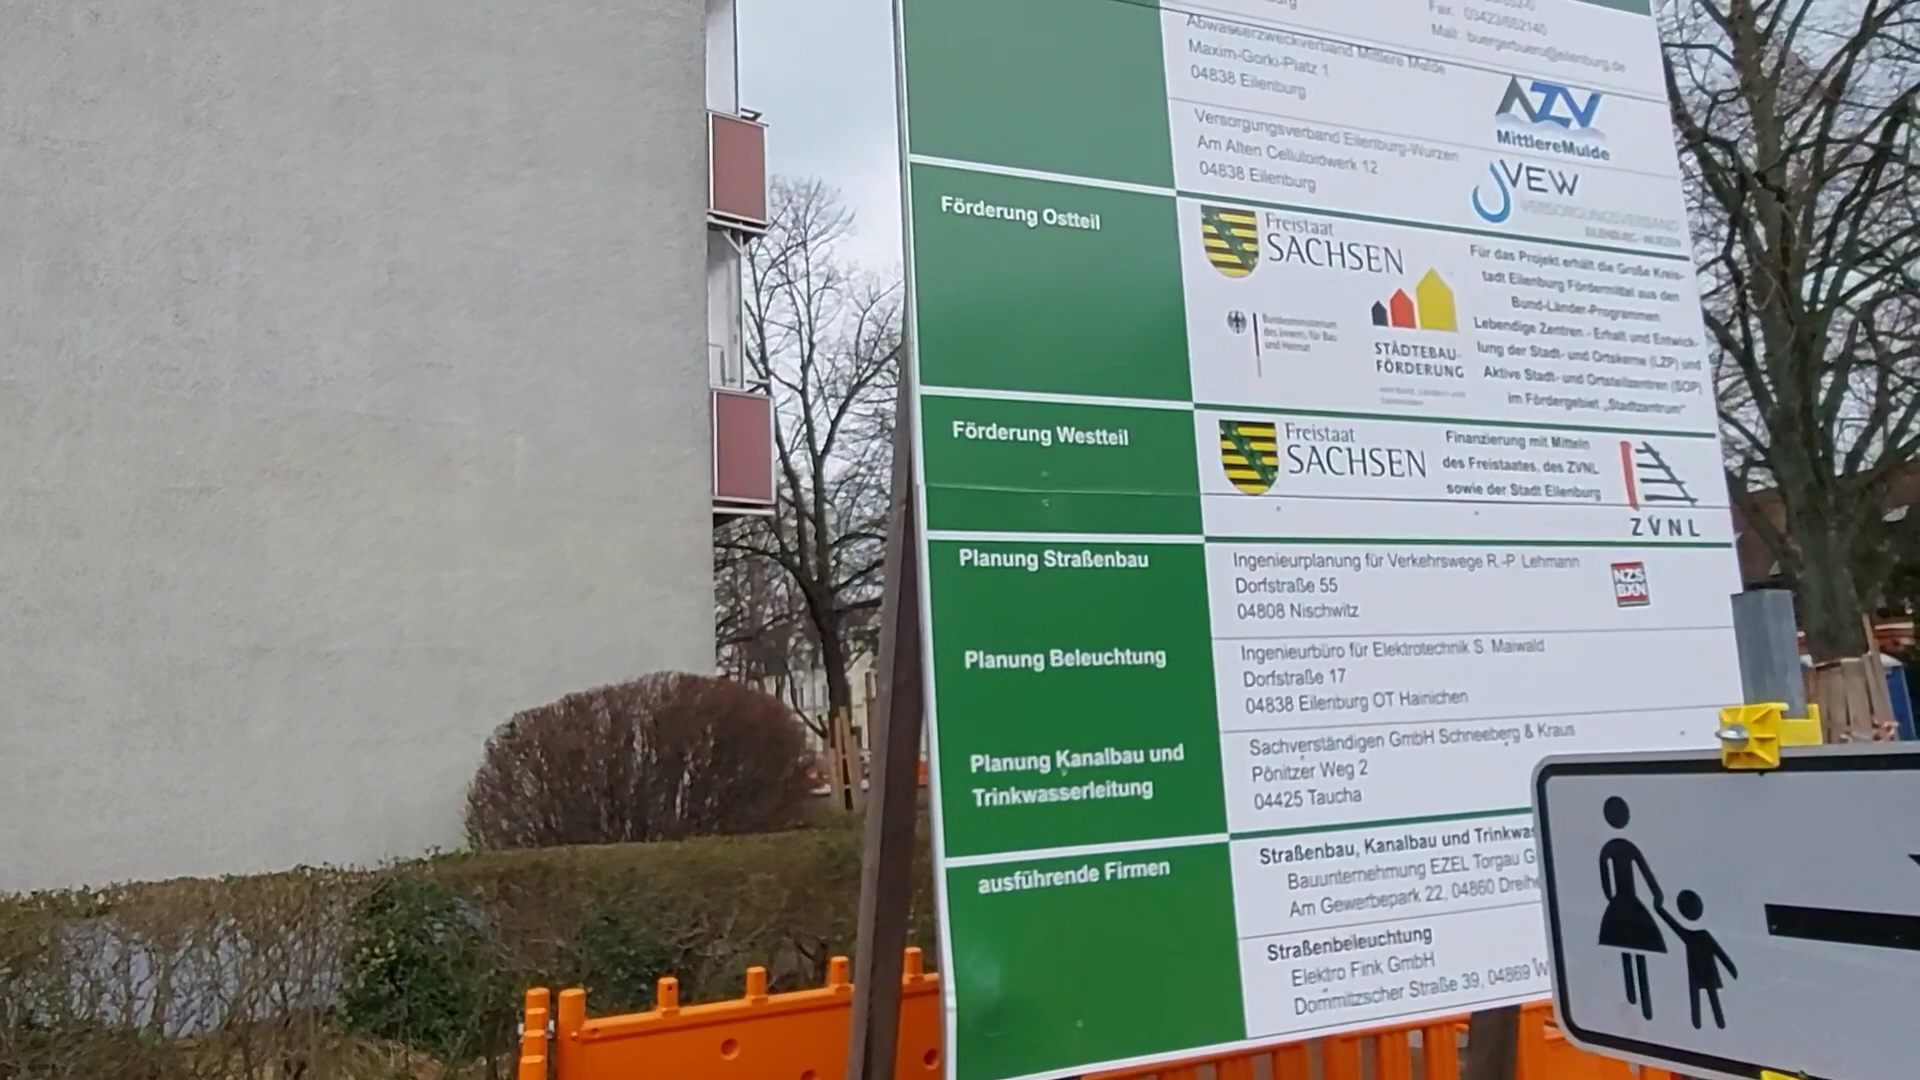 Fax: 03423/652140
Mail: buergerbuero@eilenburg.de
Abwasserzweckverband Mittlere Mulde
Maxim-Gorki-Platz 1
04838 Eilenburg
AZV
MittlereMulde
Versorgungsverband Eilenburg-Wurzen
Am Alten Celluloidwerk 12
04838 Eilenburg
VEW
VERSORGUNGSVERBAND
EILENBURG-WURZEN
Förderung Ostteil
Freistaat
SACHSEN
Bundesministerium
des Innern, für Bau
und Heimat
STÄDTEBAU-
FÖRDERUNG
Für das Projekt erhält die Große Kreis-
tadt Eilenburg Fördermittel aus den
Bund-Länder-Programmen
Lebendige Zentren - Erhalt und Entwick-
lung der Stadt- und Ortskerne (LZP) und
Aktive Stadt- und Ortsteilzentren (SOP)
im Fördergebiet „Stadtzentrum"
Förderung Westteil
Freistaat
SACHSEN
Finanzierung mit Mitteln
des Freistaates, des ZVNL
sowie der Stadt Eilenburg
ZVNL
Planung Straßenbau
Ingenieurplanung für Verkehrswege R.-P. Lehmann
Dorfstraße 55
04808 Nischwitz
NZS
BXN
Planung Beleuchtung
Ingenieurbüro für Elektrotechnik S. Maiwald
Dorfstraße 17
04838 Eilenburg OT Hainichen
Planung Kanalbau und
Trinkwasserleitung
Sachverständigen GmbH Schneeberg & Kraus
Pönitzer Weg 2
04425 Taucha
ausführende Firmen
Straßenbau, Kanalbau und Trinkwas
Bauunternehmung EZEL Torgau G
Am Gewerbepark 22, 04860 Dreihe
Straßenbeleuchtung
Elektro Fink GmbH
Dommitzscher Straße 39, 04869 W